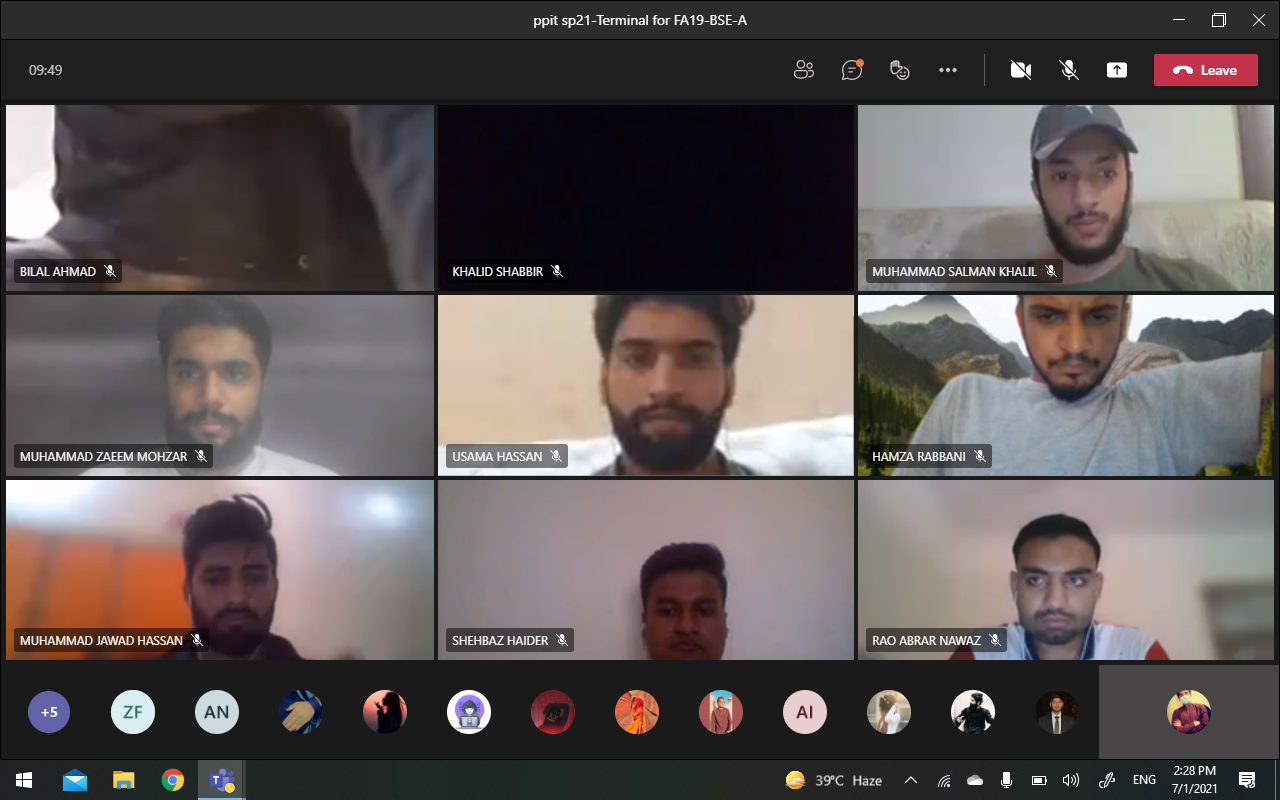 ppit sp21-Terminal for FA19-BSE-A
09:49
Leave
BILAL AHMAD
KHALID SHABBIR
MUHAMMAD SALMAN KHALIL
MUHAMMAD ZAEEM MOHZAR
USAMA HASSAN
HAMZA RABBANI
MUHAMMAD JAWAD HASSAN
SHEHBAZ HAIDER
RAO ABRAR NAWAZ
+5
ZF
AN
AI
39°C Haze
ENG
2:28 PM
7/1/2021